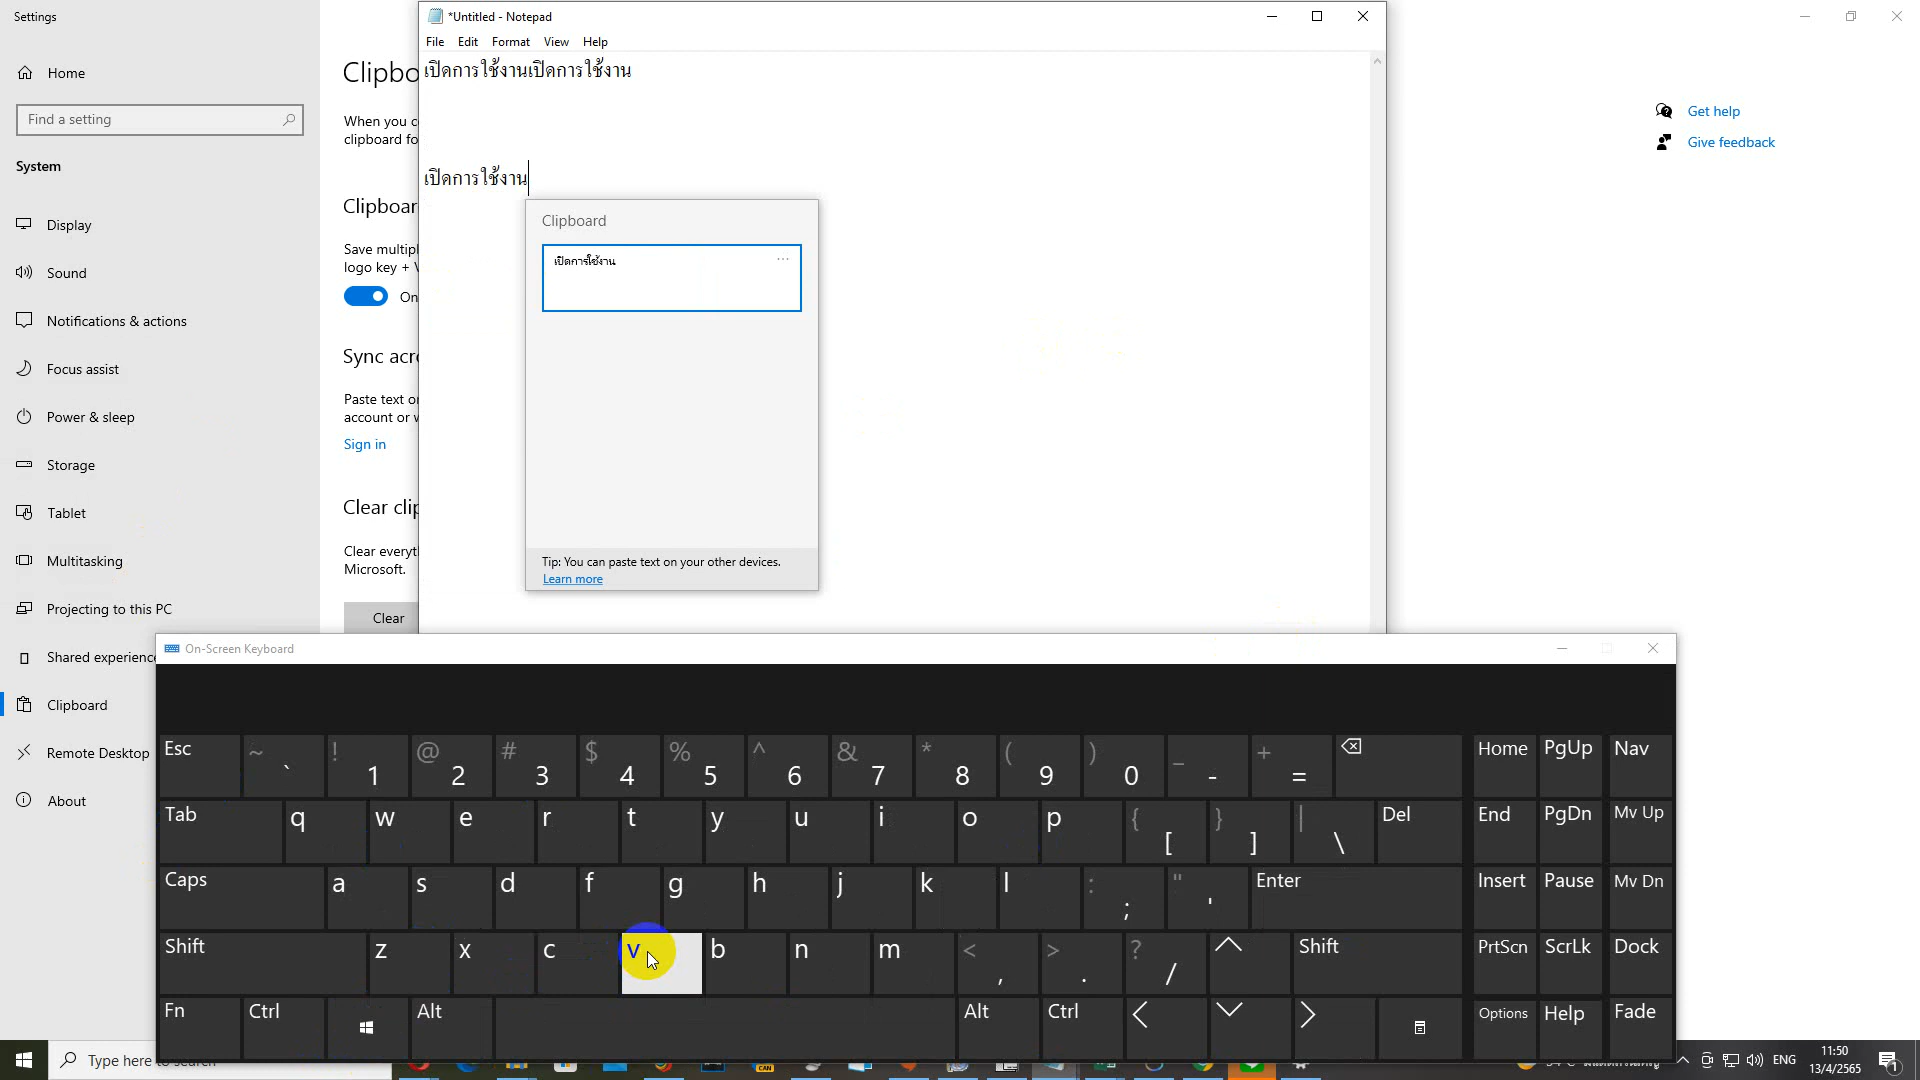 Settings
Home
Find a setting
System
Display
Sound
Notifications & actions
Focus assist
Power & sleep
Storage
Tablet
Multitasking
Projecting to this PC
Shared experience
Clipboard
Remote Desktop
About
Clipbo
When you c
clipboard fo
Clipboar
Save multipl
logo key + V
On
Sync acro
Paste text or
account or w
Sign in
Clear clip
Clear everyt
Microsoft.
Clear
*Untitled - Notepad
File Edit Format View Help
เปิดการใช้งานเปิดการใช้งาน
เปิดการใช้งาน
Clipboard
เปิดการใช้งาน
Tip: You can paste text on your other devices.
Learn more
Get help
Give feedback
On-Screen Keyboard
Esc ~ ` ! 1 @ 2 # 3 $ 4 % 5 ^ 6 & 7 * 8 ( 9 ) 0 _ - + = Home PgUp Nav
Tab q w e r t y u i o p { [ } ] | \ Del End PgDn Mv Up
Caps a s d f g h j k l : ; " ' Enter Insert Pause Mv Dn
Shift z x c v b n m < , > . ? / Shift PrtScn ScrLk Dock
Fn Ctrl Alt Alt Ctrl Options Help Fade
Type here to search
ENG
11:50
13/4/2565
1